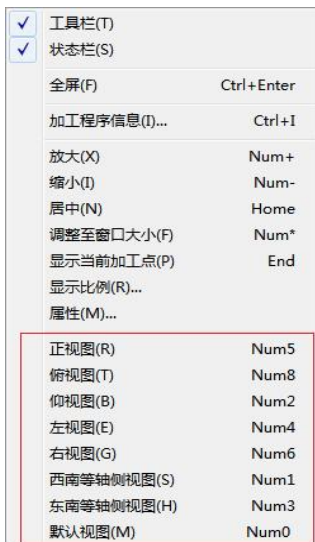 工具栏(T)
状态栏(S)
全屏(F) Ctrl+Enter
加工程序信息(I)... Ctrl+I
放大(X) Num+
缩小(I) Num-
居中(N) Home
调整至窗口大小(F) Num*
显示当前加工点(P) End
显示比例(R)...
属性(M)...
正视图(R) Num5
俯视图(T) Num8
仰视图(B) Num2
左视图(E) Num4
右视图(G) Num6
西南等轴侧视图(S) Num1
东南等轴侧视图(H) Num3
默认视图(M) Num0